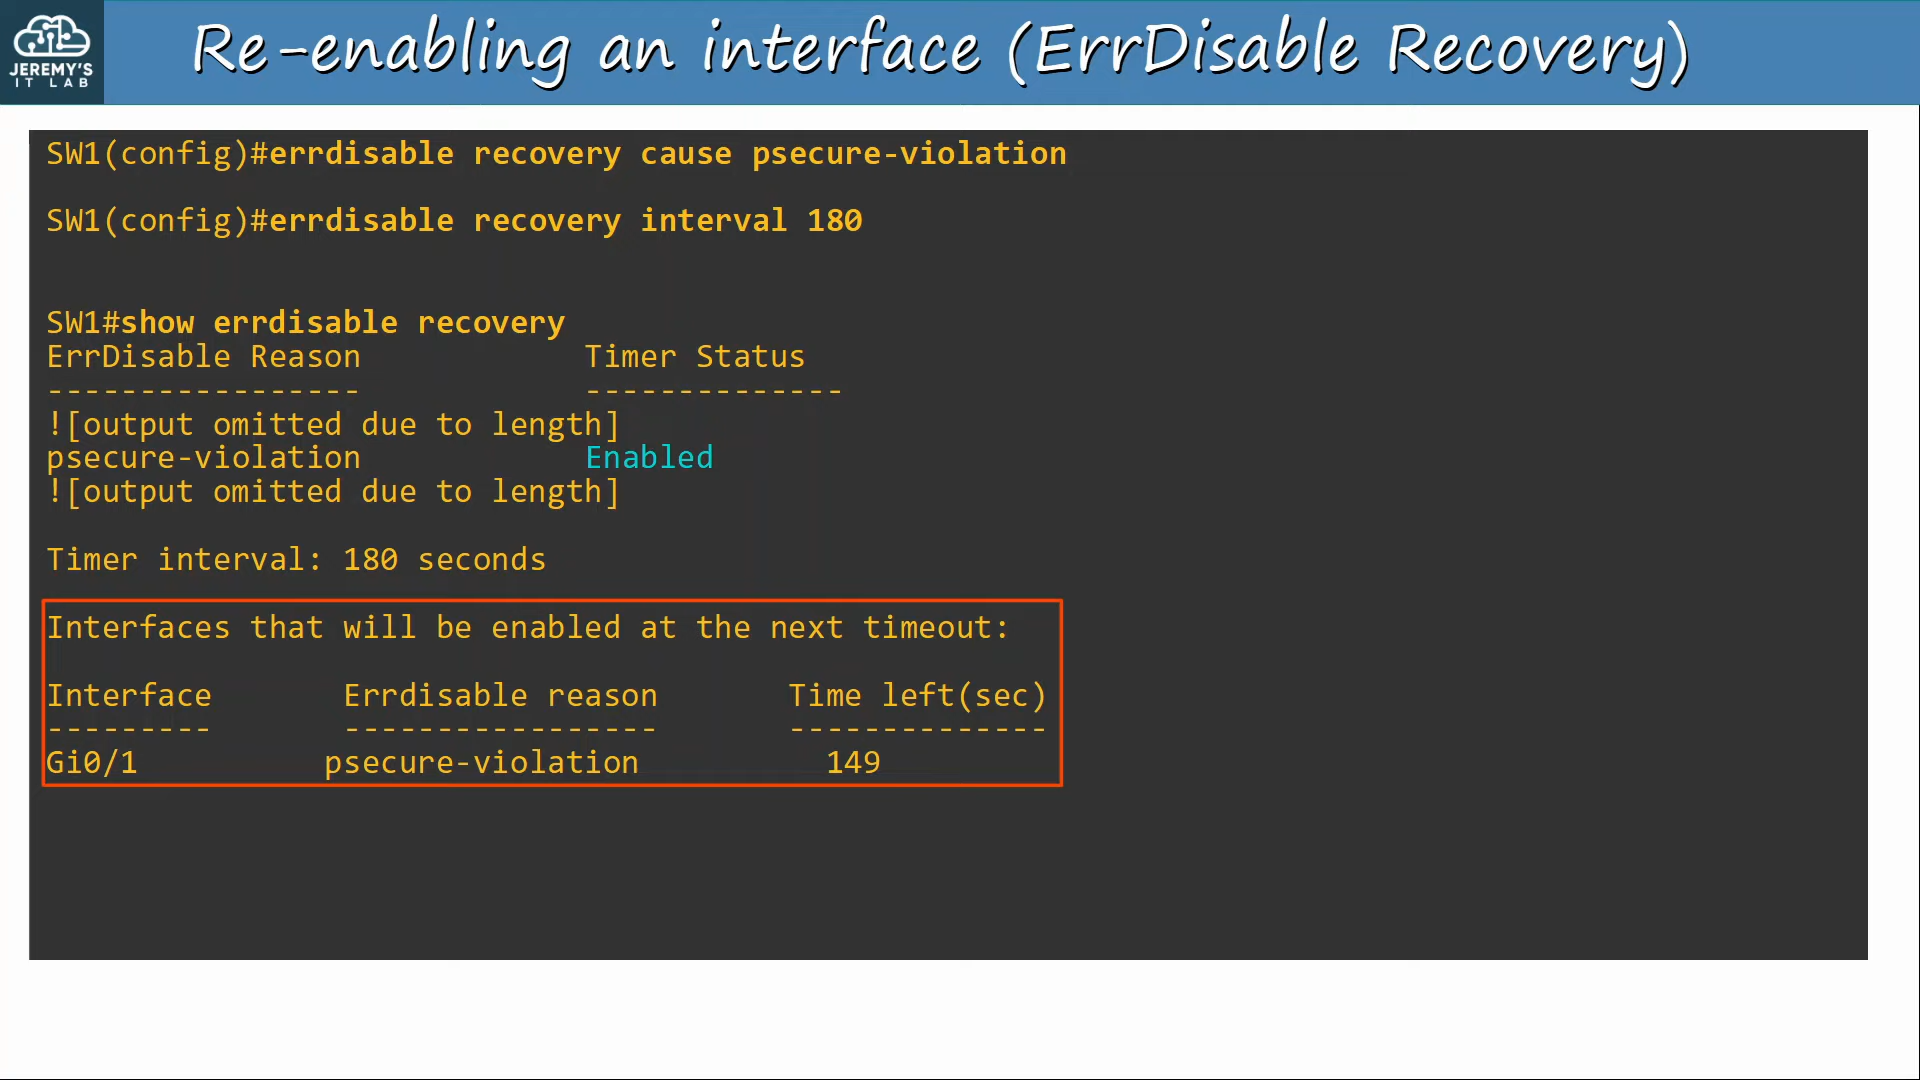 JEREMY'S
IT LAB
Re-enabling an interface (ErrDisable Recovery)
SW1(config)#errdisable recovery cause psecure-violation
SW1(config)#errdisable recovery interval 180
SW1#show errdisable recovery
ErrDisable Reason            Timer Status
-----------------            --------------
![output omitted due to length]
psecure-violation            Enabled
![output omitted due to length]
Timer interval: 180 seconds
Interfaces that will be enabled at the next timeout:
Interface       Errdisable reason       Time left(sec)
---------       -----------------       --------------
Gi0/1          psecure-violation          149